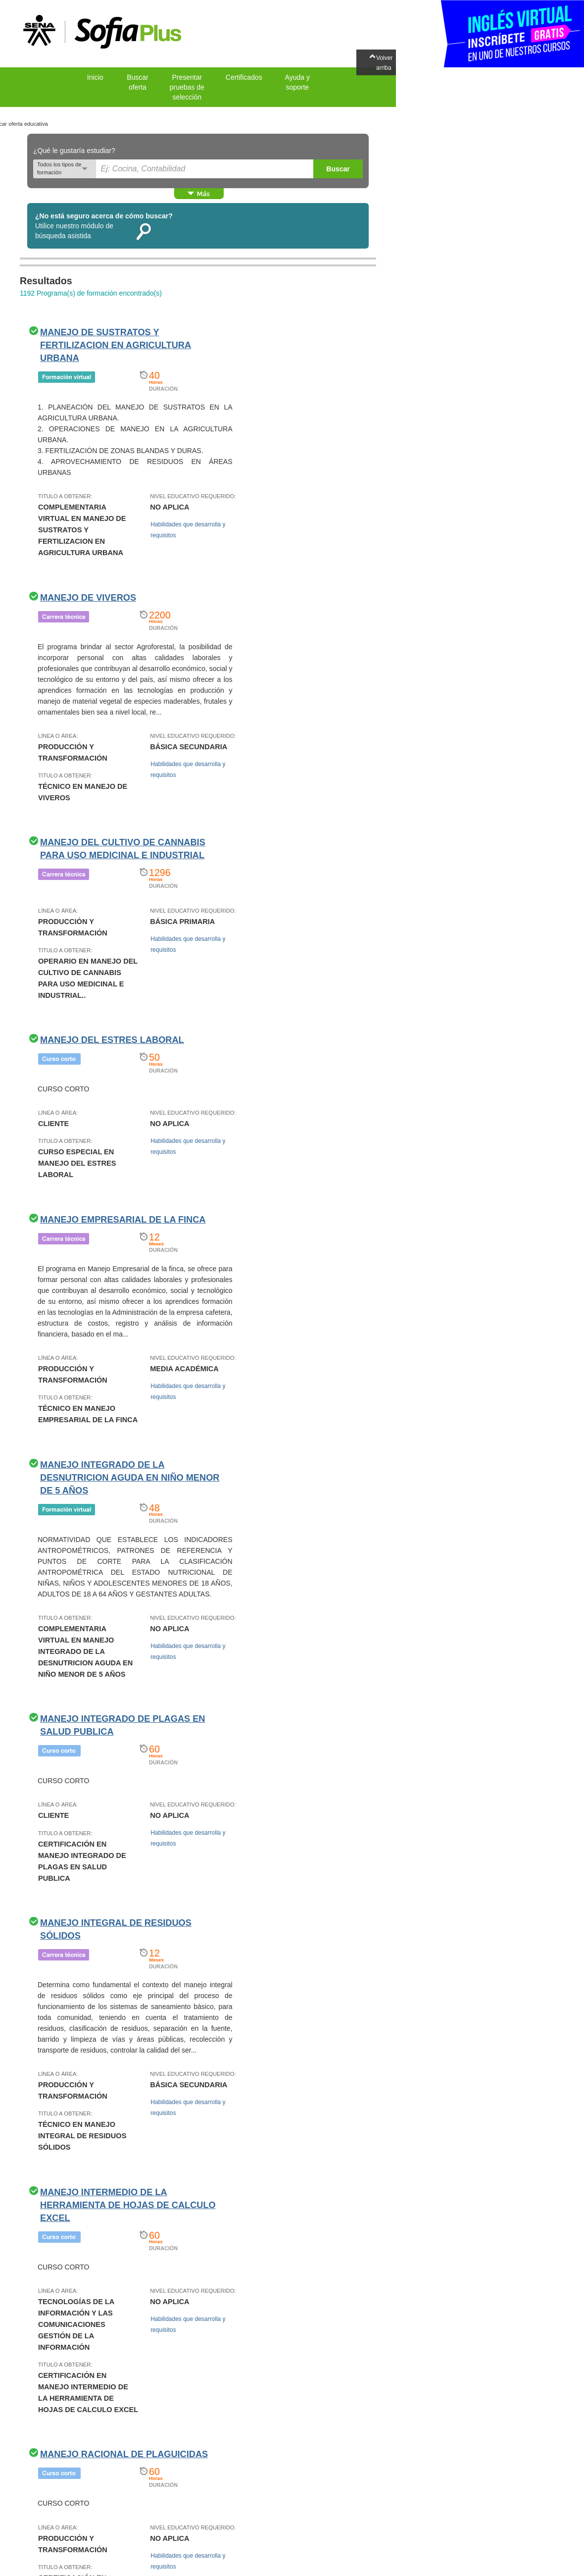 SENA
SofiaPlus
INGLÉS VIRTUAL
INSCRÍBETE GRATIS
EN UNO DE NUESTROS CURSOS
Volver
arriba
Inicio
Buscar
oferta
Presentar
pruebas de
selección
Certificados
Ayuda y
soporte
car oferta educativa
¿Qué le gustaría estudiar?
Todos los tipos de
formación
Ej: Cocina, Contabilidad
Buscar
Más
¿No está seguro acerca de cómo buscar?
Utilice nuestro módulo de
búsqueda asistida
Resultados
1192 Programa(s) de formación encontrado(s)
MANEJO DE SUSTRATOS Y
FERTILIZACION EN AGRICULTURA
URBANA
Formación virtual
40
Horas
DURACIÓN
1. PLANEACIÓN DEL MANEJO DE SUSTRATOS EN LA
AGRICULTURA URBANA.
2. OPERACIONES DE MANEJO EN LA AGRICULTURA
URBANA.
3. FERTILIZACIÓN DE ZONAS BLANDAS Y DURAS.
4. APROVECHAMIENTO DE RESIDUOS EN ÁREAS
URBANAS
TITULO A OBTENER:
COMPLEMENTARIA
VIRTUAL EN MANEJO DE
SUSTRATOS Y
FERTILIZACION EN
AGRICULTURA URBANA
NIVEL EDUCATIVO REQUERIDO:
NO APLICA
Habilidades que desarrolla y
requisitos
MANEJO DE VIVEROS
Carrera técnica
2200
Horas
DURACIÓN
El programa brindar al sector Agroforestal, la posibilidad de
incorporar personal con altas calidades laborales y
profesionales que contribuyan al desarrollo económico, social y
tecnológico de su entorno y del país, así mismo ofrecer a los
aprendices formación en las tecnologías en producción y
manejo de material vegetal de especies maderables, frutales y
ornamentales bien sea a nivel local, re...
LÍNEA O ÁREA:
PRODUCCIÓN Y
TRANSFORMACIÓN
TITULO A OBTENER:
TÉCNICO EN MANEJO DE
VIVEROS
NIVEL EDUCATIVO REQUERIDO:
BÁSICA SECUNDARIA
Habilidades que desarrolla y
requisitos
MANEJO DEL CULTIVO DE CANNABIS
PARA USO MEDICINAL E INDUSTRIAL
Carrera técnica
1296
Horas
DURACIÓN
LÍNEA O ÁREA:
PRODUCCIÓN Y
TRANSFORMACIÓN
TITULO A OBTENER:
OPERARIO EN MANEJO DEL
CULTIVO DE CANNABIS
PARA USO MEDICINAL E
INDUSTRIAL..
NIVEL EDUCATIVO REQUERIDO:
BÁSICA PRIMARIA
Habilidades que desarrolla y
requisitos
MANEJO DEL ESTRES LABORAL
Curso corto
50
Horas
DURACIÓN
CURSO CORTO
LÍNEA O ÁREA:
CLIENTE
TITULO A OBTENER:
CURSO ESPECIAL EN
MANEJO DEL ESTRES
LABORAL
NIVEL EDUCATIVO REQUERIDO:
NO APLICA
Habilidades que desarrolla y
requisitos
MANEJO EMPRESARIAL DE LA FINCA
Carrera técnica
12
Meses
DURACIÓN
El programa en Manejo Empresarial de la finca, se ofrece para
formar personal con altas calidades laborales y profesionales
que contribuyan al desarrollo económico, social y tecnológico
de su entorno, así mismo ofrecer a los aprendices formación
en las tecnologías en la Administración de la empresa cafetera,
estructura de costos, registro y análisis de información
financiera, basado en el ma...
LÍNEA O ÁREA:
PRODUCCIÓN Y
TRANSFORMACIÓN
TITULO A OBTENER:
TÉCNICO EN MANEJO
EMPRESARIAL DE LA FINCA
NIVEL EDUCATIVO REQUERIDO:
MEDIA ACADÉMICA
Habilidades que desarrolla y
requisitos
MANEJO INTEGRADO DE LA
DESNUTRICION AGUDA EN NIÑO MENOR
DE 5 AÑOS
Formación virtual
48
Horas
DURACIÓN
NORMATIVIDAD QUE ESTABLECE LOS INDICADORES
ANTROPOMÉTRICOS, PATRONES DE REFERENCIA Y
PUNTOS DE CORTE PARA LA CLASIFICACIÓN
ANTROPOMÉTRICA DEL ESTADO NUTRICIONAL DE
NIÑAS, NIÑOS Y ADOLESCENTES MENORES DE 18 AÑOS,
ADULTOS DE 18 A 64 AÑOS Y GESTANTES ADULTAS.
TITULO A OBTENER:
COMPLEMENTARIA
VIRTUAL EN MANEJO
INTEGRADO DE LA
DESNUTRICION AGUDA EN
NIÑO MENOR DE 5 AÑOS
NIVEL EDUCATIVO REQUERIDO:
NO APLICA
Habilidades que desarrolla y
requisitos
MANEJO INTEGRADO DE PLAGAS EN
SALUD PUBLICA
Curso corto
60
Horas
DURACIÓN
CURSO CORTO
LÍNEA O ÁREA:
CLIENTE
TITULO A OBTENER:
CERTIFICACIÓN EN
MANEJO INTEGRADO DE
PLAGAS EN SALUD
PUBLICA
NIVEL EDUCATIVO REQUERIDO:
NO APLICA
Habilidades que desarrolla y
requisitos
MANEJO INTEGRAL DE RESIDUOS
SÓLIDOS
Carrera técnica
12
Meses
DURACIÓN
Determina como fundamental el contexto del manejo integral
de residuos sólidos como eje principal del proceso de
funcionamiento de los sistemas de saneamiento básico, para
toda comunidad, teniendo en cuenta el tratamiento de
residuos, clasificación de residuos, separación en la fuente,
barrido y limpieza de vías y áreas públicas, recolección y
transporte de residuos, controlar la calidad del ser...
LÍNEA O ÁREA:
PRODUCCIÓN Y
TRANSFORMACIÓN
TITULO A OBTENER:
TÉCNICO EN MANEJO
INTEGRAL DE RESIDUOS
SÓLIDOS
NIVEL EDUCATIVO REQUERIDO:
BÁSICA SECUNDARIA
Habilidades que desarrolla y
requisitos
MANEJO INTERMEDIO DE LA
HERRAMIENTA DE HOJAS DE CALCULO
EXCEL
Curso corto
60
Horas
DURACIÓN
CURSO CORTO
LÍNEA O ÁREA:
TECNOLOGÍAS DE LA
INFORMACIÓN Y LAS
COMUNICACIONES
GESTIÓN DE LA
INFORMACIÓN
TITULO A OBTENER:
CERTIFICACIÓN EN
MANEJO INTERMEDIO DE
LA HERRAMIENTA DE
HOJAS DE CALCULO EXCEL
NIVEL EDUCATIVO REQUERIDO:
NO APLICA
Habilidades que desarrolla y
requisitos
MANEJO RACIONAL DE PLAGUICIDAS
Curso corto
60
Horas
DURACIÓN
CURSO CORTO
LÍNEA O ÁREA:
PRODUCCIÓN Y
TRANSFORMACIÓN
TITULO A OBTENER:
NIVEL EDUCATIVO REQUERIDO:
NO APLICA
Habilidades que desarrolla y
requisitos